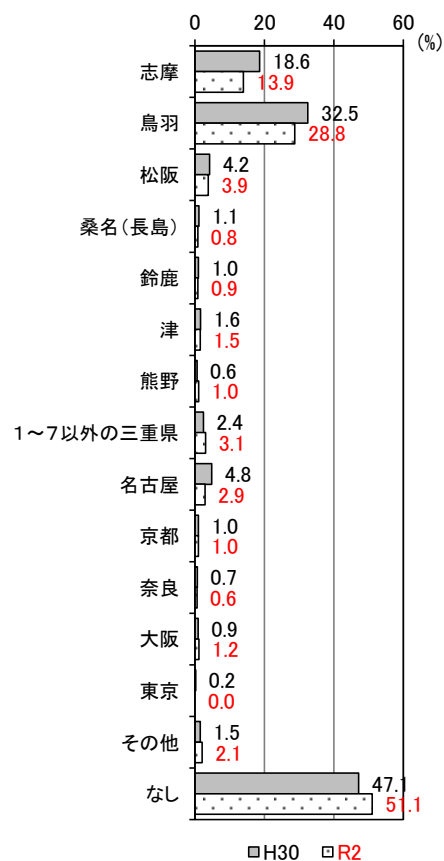 0 20 40 60
(%)
志摩 18.6
13.9
鳥羽 32.5
28.8
松阪 4.2
3.9
桑名（長島） 1.1
0.8
鈴鹿 1.0
0.9
津 1.6
1.5
熊野 0.6
1.0
１～７以外の三重県 2.4
3.1
名古屋 4.8
2.9
京都 1.0
1.0
奈良 0.7
0.6
大阪 0.9
1.2
東京 0.2
0.0
その他 1.5
2.1
なし 47.1
51.1
H30 R2